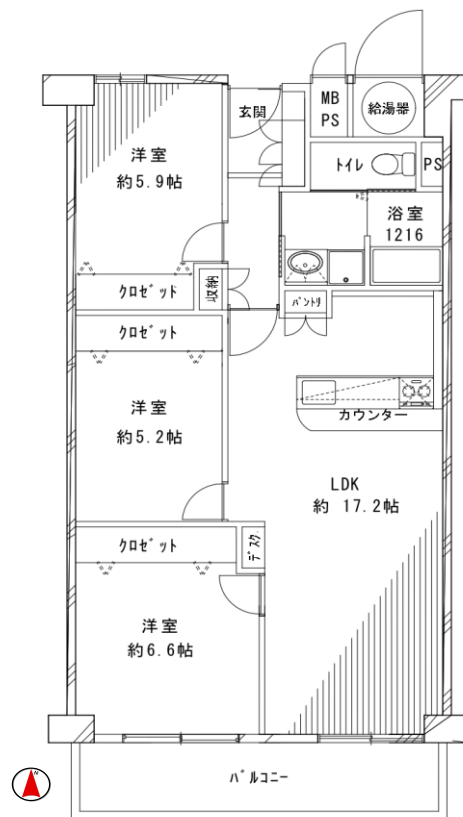 玄関
MB
PS
給湯器
洋室
約5.9帖
トイレ
PS
浴室
1216
クロゼット
収納
パントリ
クロゼット
洋室
約5.2帖
カウンター
LDK
約 17.2帖
クロゼット
デスク
洋室
約6.6帖
バルコニー
N